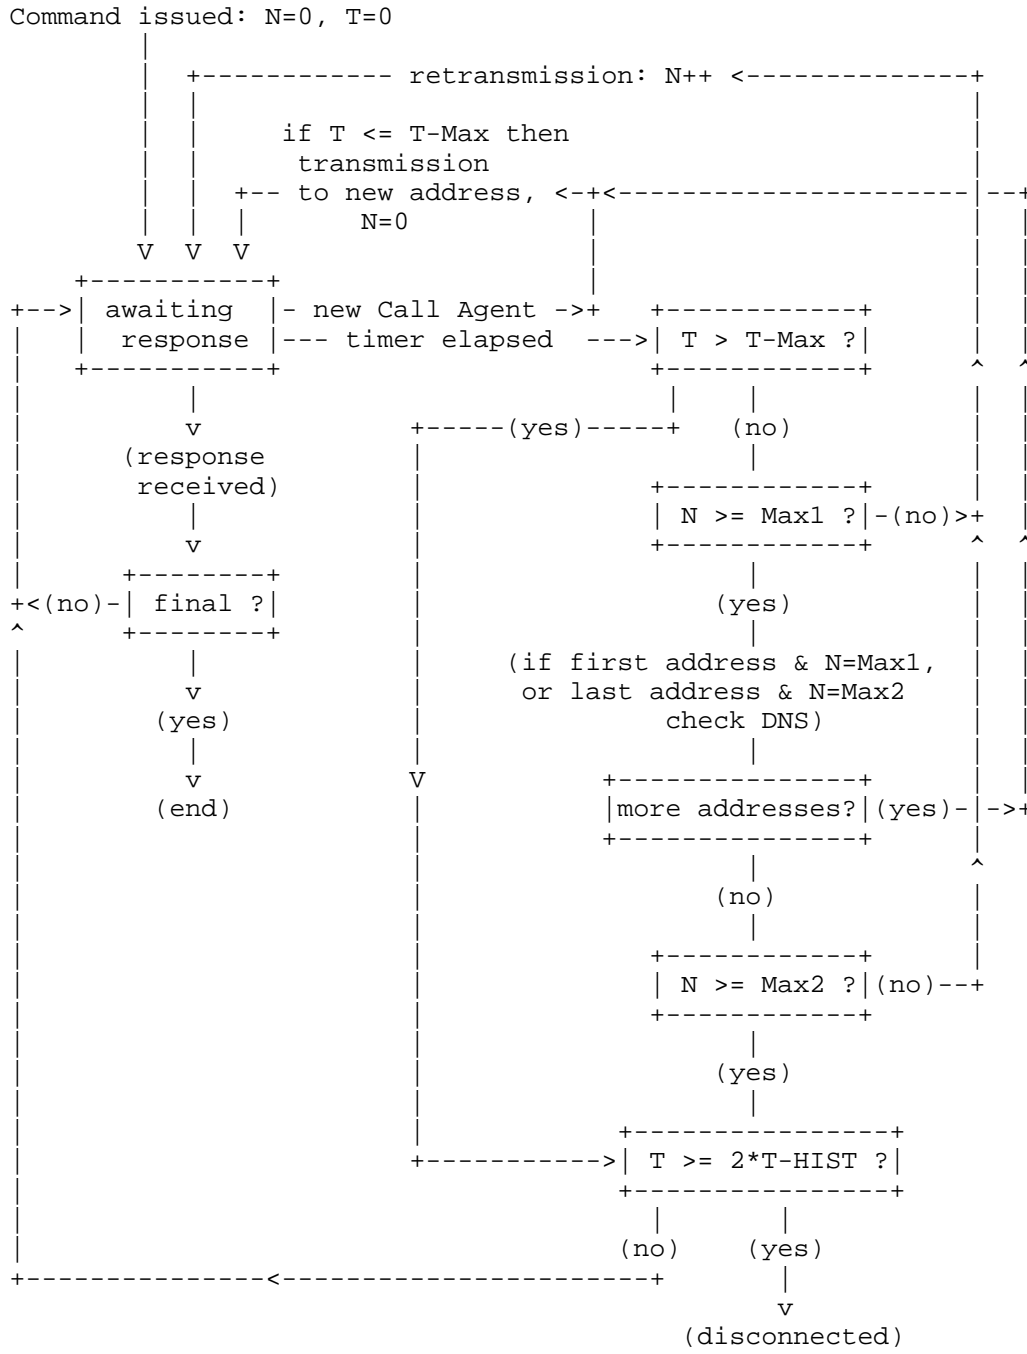 Command issued: N=0, T=0
retransmission: N++
if T <= T-Max then
transmission
to new address,
N=0
awaiting
response
new Call Agent
timer elapsed
T > T-Max ?
(yes)
(no)
(response
received)
N >= Max1 ?
(no)
final ?
(no)
(yes)
(if first address & N=Max1,
or last address & N=Max2
check DNS)
(yes)
(end)
more addresses?
(yes)
(no)
N >= Max2 ?
(no)
(yes)
T >= 2*T-HIST ?
(no)
(yes)
(disconnected)